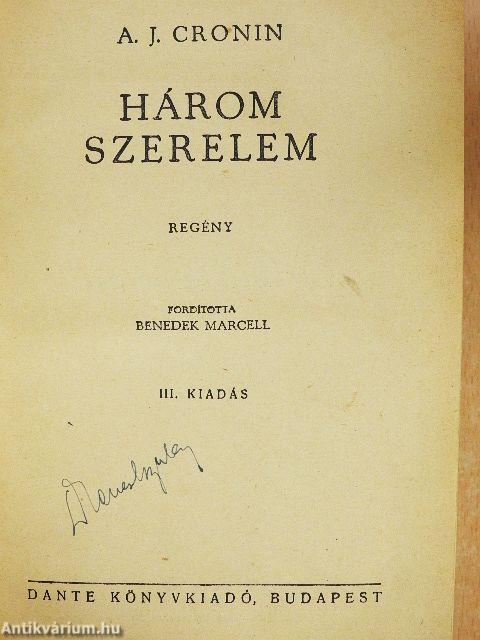 A. J. CRONIN
HÁROM
SZERELEM
REGÉNY
FORDÍTOTTA
BENEDEK MARCELL
III. KIADÁS
DANTE KÖNYVKIADÓ, BUDAPEST
Antikvárium.hu